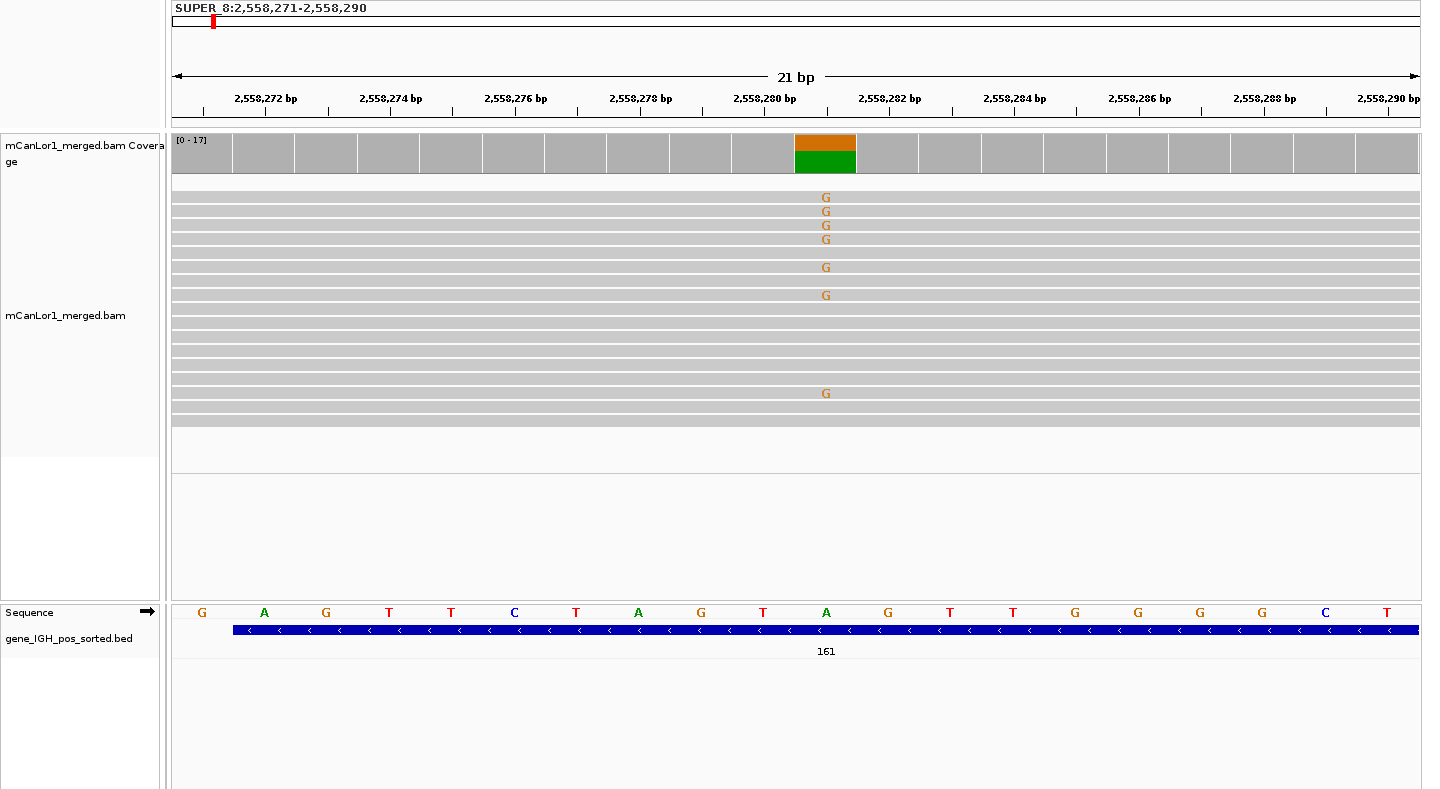 SUPER_8:2,558,271-2,558,290
21 bp
2,558,272 bp 2,558,274 bp 2,558,276 bp 2,558,278 bp 2,558,280 bp 2,558,282 bp 2,558,284 bp 2,558,286 bp 2,558,288 bp 2,558,290 bp
mCanLor1_merged.bam Covera
ge
[0 - 17]
G
G
G
G
G
G
mCanLor1_merged.bam
G
Sequence G A G T T C T A G T A G T T G G G G C T
gene_IGH_pos_sorted.bed
161